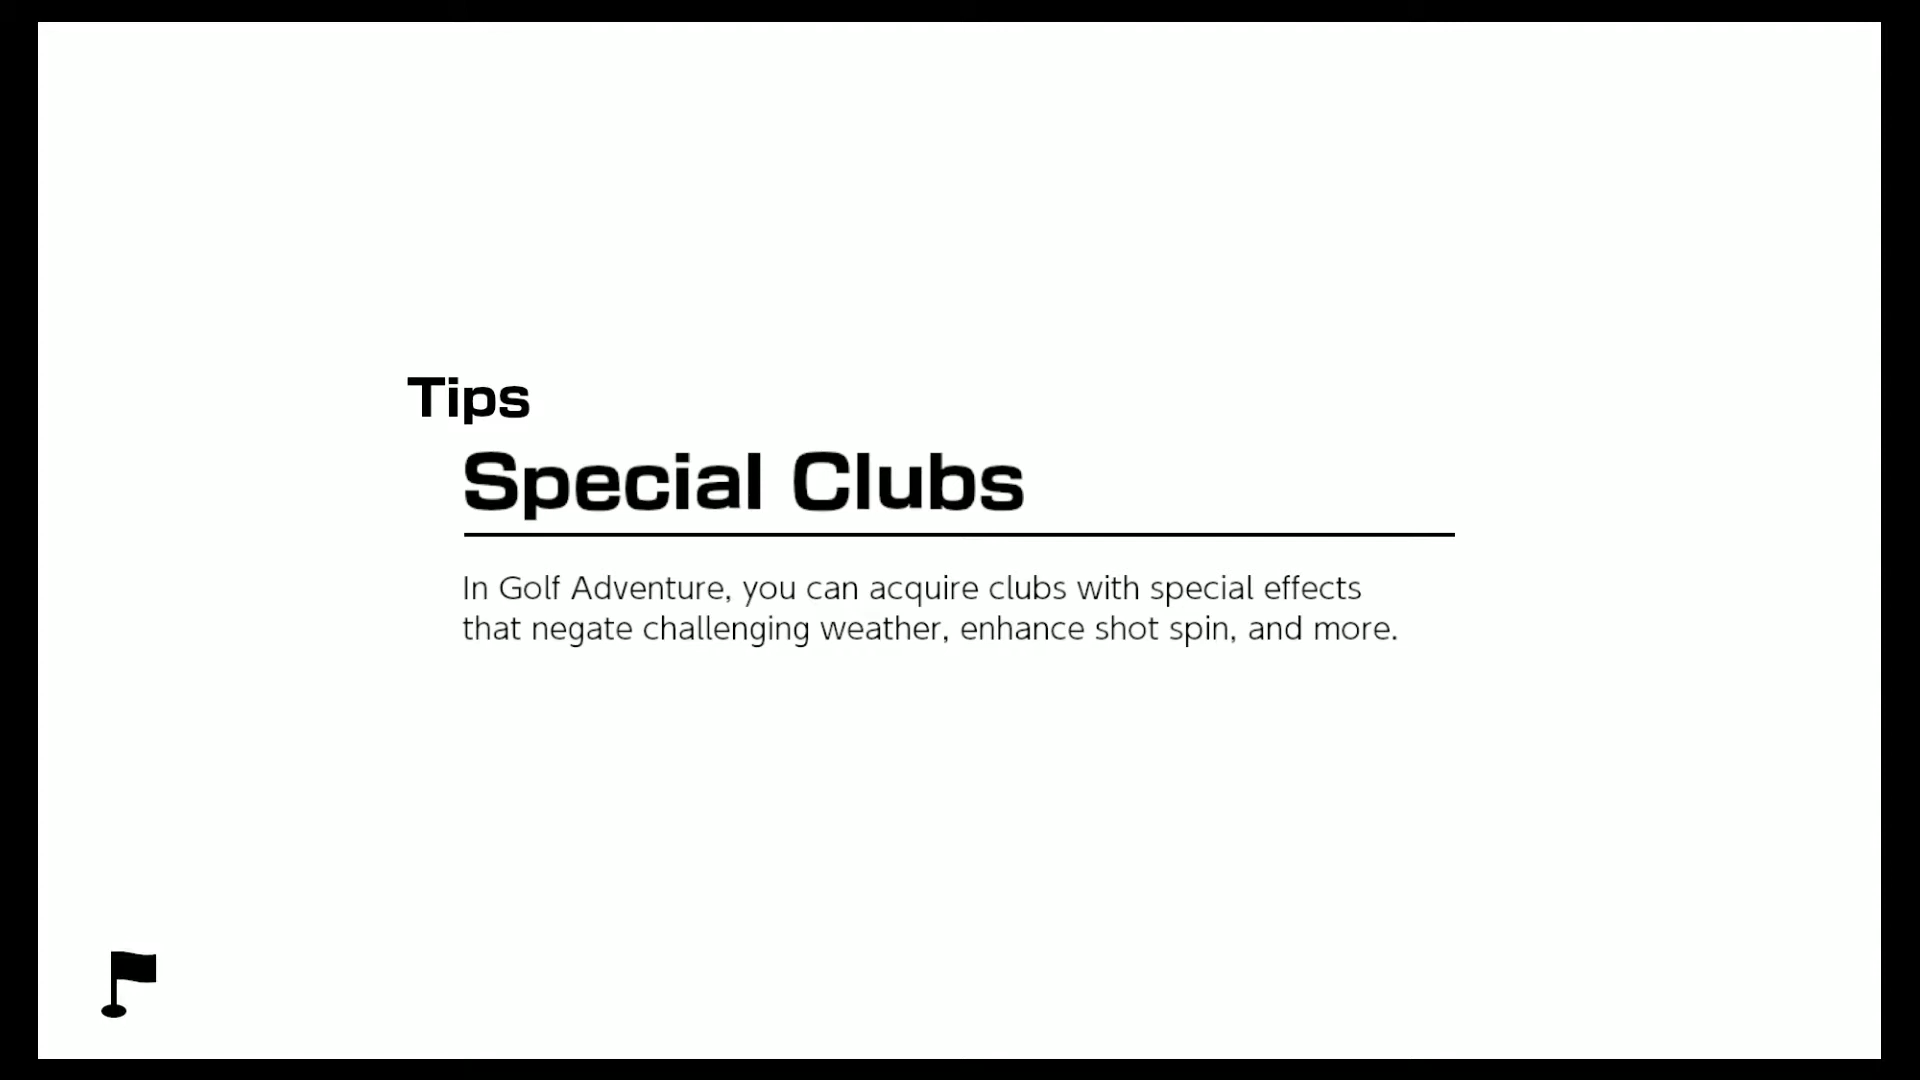 Tips
Special Clubs
In Golf Adventure, you can acquire clubs with special effects
that negate challenging weather, enhance shot spin, and more.